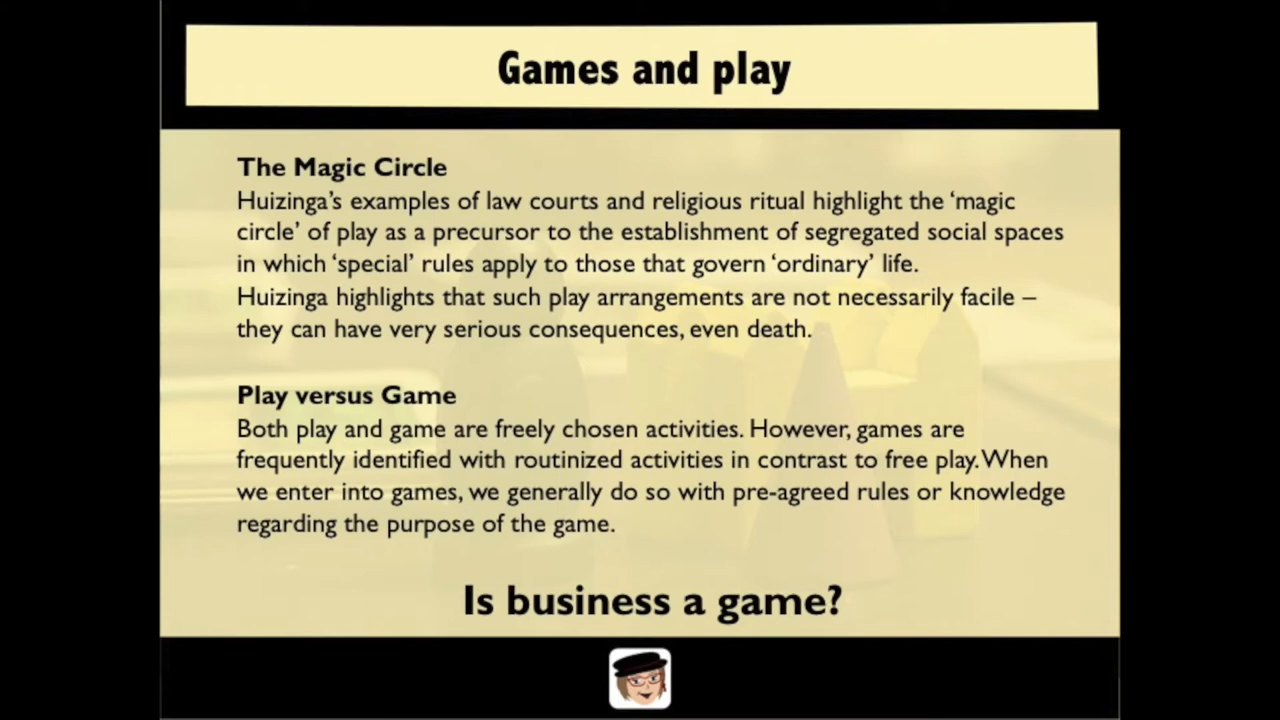 Games and play
The Magic Circle
Huizinga's examples of law courts and religious ritual highlight the ‘magic
circle’ of play as a precursor to the establishment of segregated social spaces
in which ‘special’ rules apply to those that govern ‘ordinary’ life.
Huizinga highlights that such play arrangements are not necessarily facile –
they can have very serious consequences, even death.
Play versus Game
Both play and game are freely chosen activities. However, games are
frequently identified with routinized activities in contrast to free play. When
we enter into games, we generally do so with pre-agreed rules or knowledge
regarding the purpose of the game.
Is business a game?